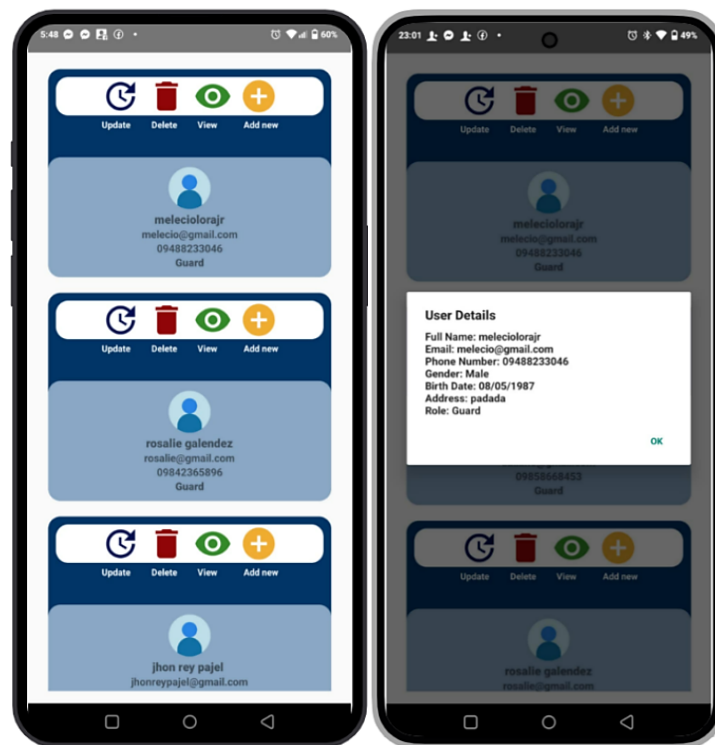 5:48
60%
Update Delete View Add new
meleciolorajr
melecio@gmail.com
09488233046
Guard
Update Delete View Add new
rosalie galendez
rosalie@gmail.com
09842365896
Guard
Update Delete View Add new
jhon rey pajel
jhonreypajel@gmail.com
23:01
49%
Update Delete View Add new
meleciolorajr
melecio@gmail.com
09488233046
Guard
User Details
Full Name: meleciolorajr
Email: melecio@gmail.com
Phone Number: 09488233046
Gender: Male
Birth Date: 08/05/1987
Address: padada
Role: Guard
OK
09858668453
Guard
Update Delete View Add new
rosalie galendez
rosalie@gmail.com